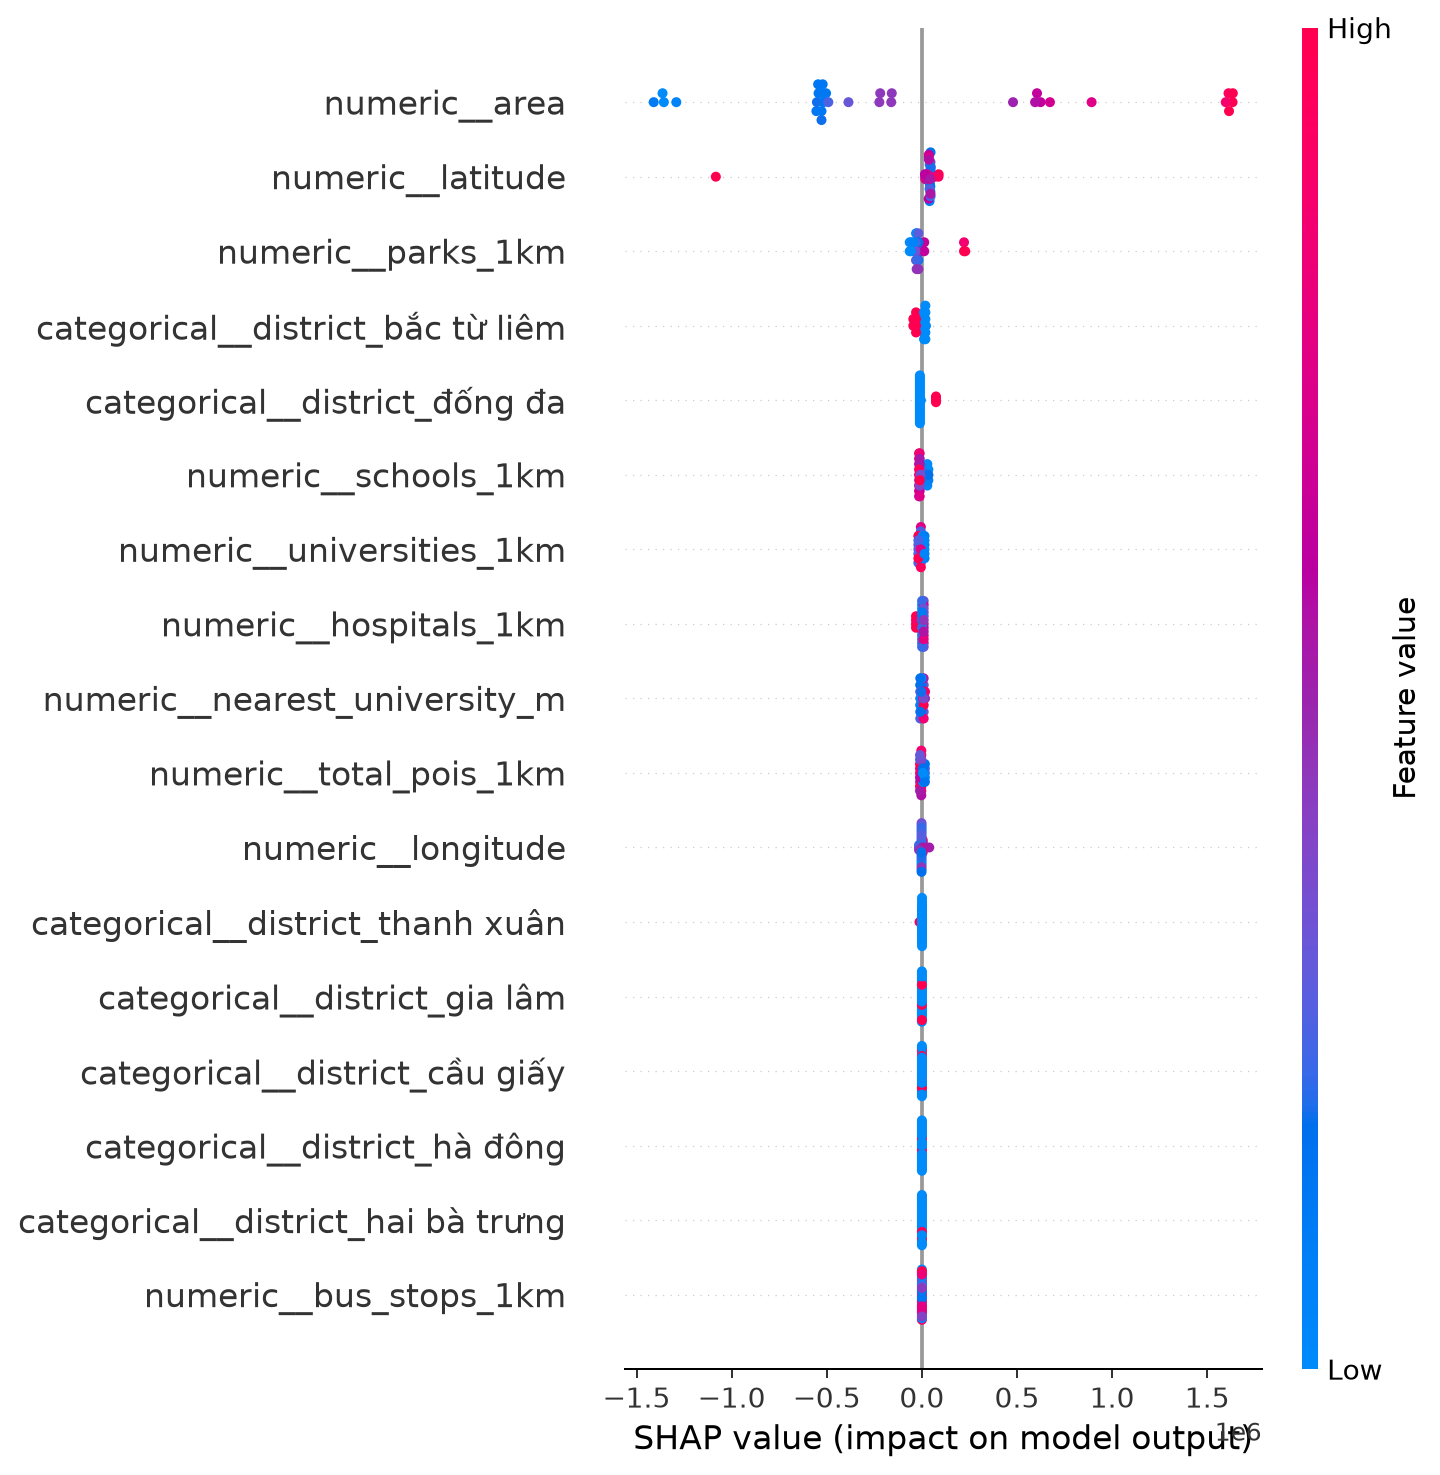 High
numeric__area
numeric__latitude
numeric__parks_1km
categorical__district_bắc từ liêm
categorical__district_đống đa
numeric__schools_1km
numeric__universities_1km
numeric__hospitals_1km
numeric__nearest_university_m
numeric__total_pois_1km
numeric__longitude
categorical__district_thanh xuân
categorical__district_gia lâm
categorical__district_cầu giấy
categorical__district_hà đông
categorical__district_hai bà trưng
numeric__bus_stops_1km
Feature value
Low
−1.5 −1.0 −0.5 0.0 0.5 1.0 1.5
1e6
SHAP value (impact on model output)